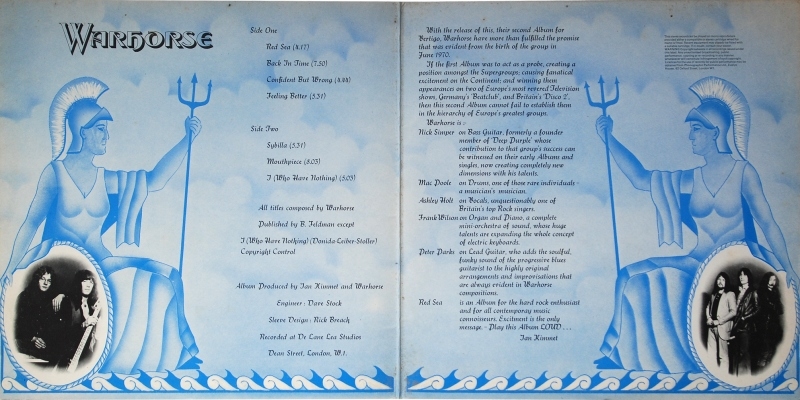 WARHORSE
Side One
Red Sea (4.17)
Back In Time (7.50)
Confident But Wrong (4.44)
Feeling Better (5.31)
Side Two
Sybilla (5.31)
Mouthpiece (8.03)
I (Who Have Nothing) (5.03)
All titles composed by Warhorse
Published by B. Feldman except
I (Who Have Nothing) (Donida-Leiber-Stoller)
Copyright Control
Album Produced by Ian Kimmet and Warhorse
Engineer: Dave Stock
Sleeve Design: Rick Breach
Recorded at De Lane Lea Studios
Dean Street, London, W.1.
With the release of this, their second Album for
Vertigo, Warhorse have more than fulfilled the promise
that was evident from the birth of the group in
June 1970.
If the first Album was to act as a probe, creating a
position amongst the Supergroups; causing fanatical
excitement on the Continent; and winning them
appearances on two of Europe's most revered Television
shows, Germany's 'Beatclub', and Britain's 'Disco 2',
then this second Album cannot fail to establish them
in the hierarchy of Europe's greatest groups.
Warhorse is:-
Nick Simper on Bass Guitar, formerly a founder
member of 'Deep Purple' whose
contribution to that group's success can
be witnessed on their early Albums and
singles, now creating completely new
dimensions with his talents.
Mac Poole on Drums, one of those rare individuals -
a musician's musician.
Ashley Holt on Vocals, unquestionably one of
Britain's top Rock singers.
Frank Wilson on Organ and Piano, a complete
mini-orchestra of sound, whose huge
talents are expanding the whole concept
of electric keyboards.
Peter Parks on Lead Guitar, who adds the soulful,
funky sound of the progressive blues
guitarist to the highly original
arrangements and improvisations that
are always evident in Warhorse
compositions.
Red Sea is an Album for the hard rock enthusiast
and for all contemporary music
connoisseurs. Excitment is the only
message. - Play this Album LOUD . . .
Ian Kimmet